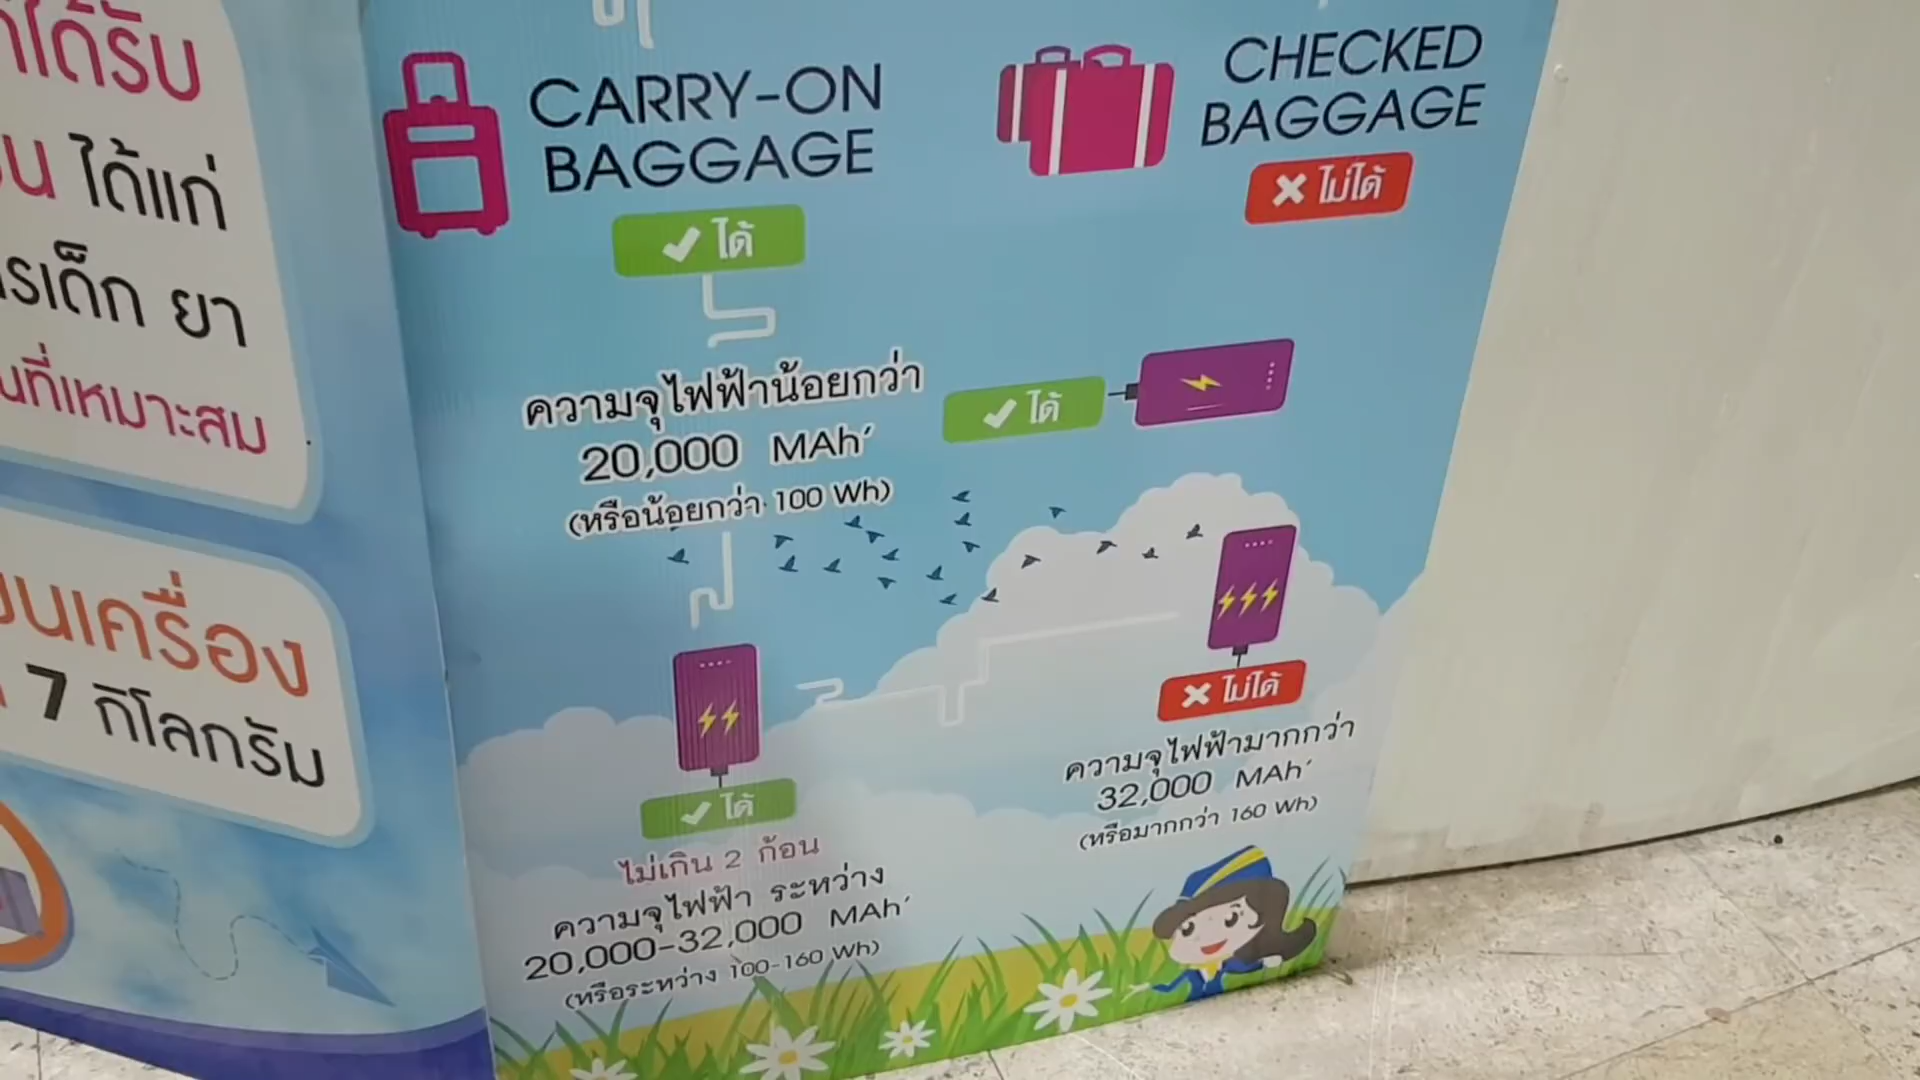 ได้รับ
ได้แก่
เด็ก ยา
ที่เหมาะสม
บนเครื่อง
7 กิโลกรัม
CARRY-ON
BAGGAGE
ได้
CHECKED
BAGGAGE
ไม่ได้
ความจุไฟฟ้าน้อยกว่า
20,000 MAh'
(หรือน้อยกว่า 100 Wh)
ได้
ได้
ไม่เกิน 2 ก้อน
ความจุไฟฟ้า ระหว่าง
20,000-32,000 MAh'
(หรือระหว่าง 100-160 Wh)
ไม่ได้
ความจุไฟฟ้ามากกว่า
32,000 MAh'
(หรือมากกว่า 160 Wh)